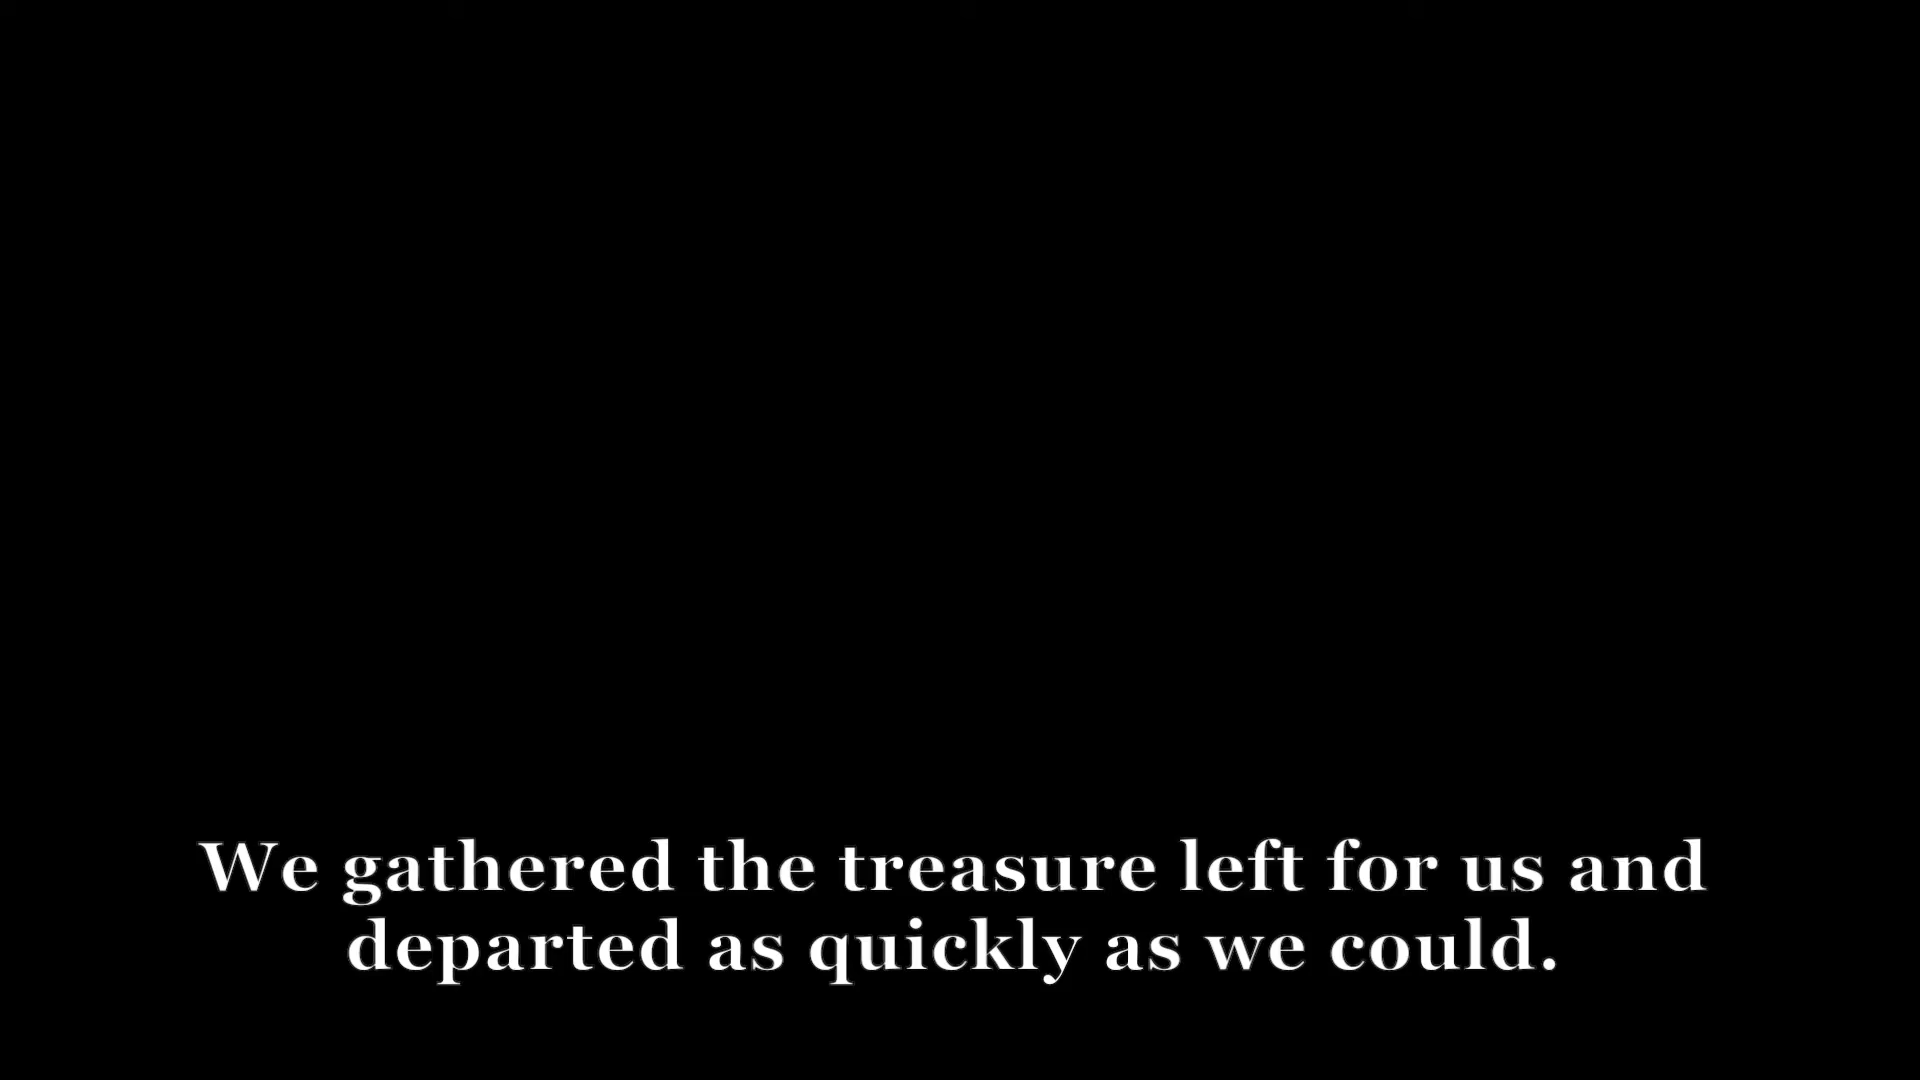 We gathered the treasure left for us and
departed as quickly as we could.